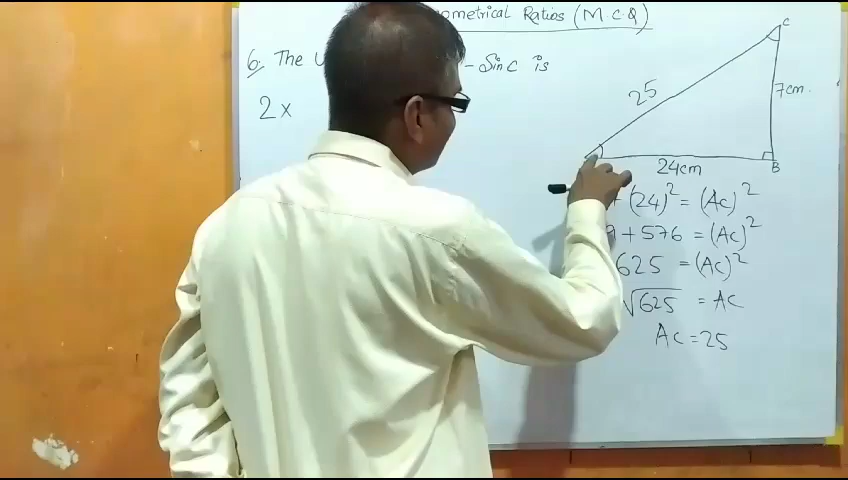 ometrical Ratios (M.C.Q)
6. The - Sin C is
2 x
C
25
7cm.
24cm
B
+ (24)² = (AC)²
9 + 576 = (AC)²
625 = (AC)²
√625 = AC
AC = 25